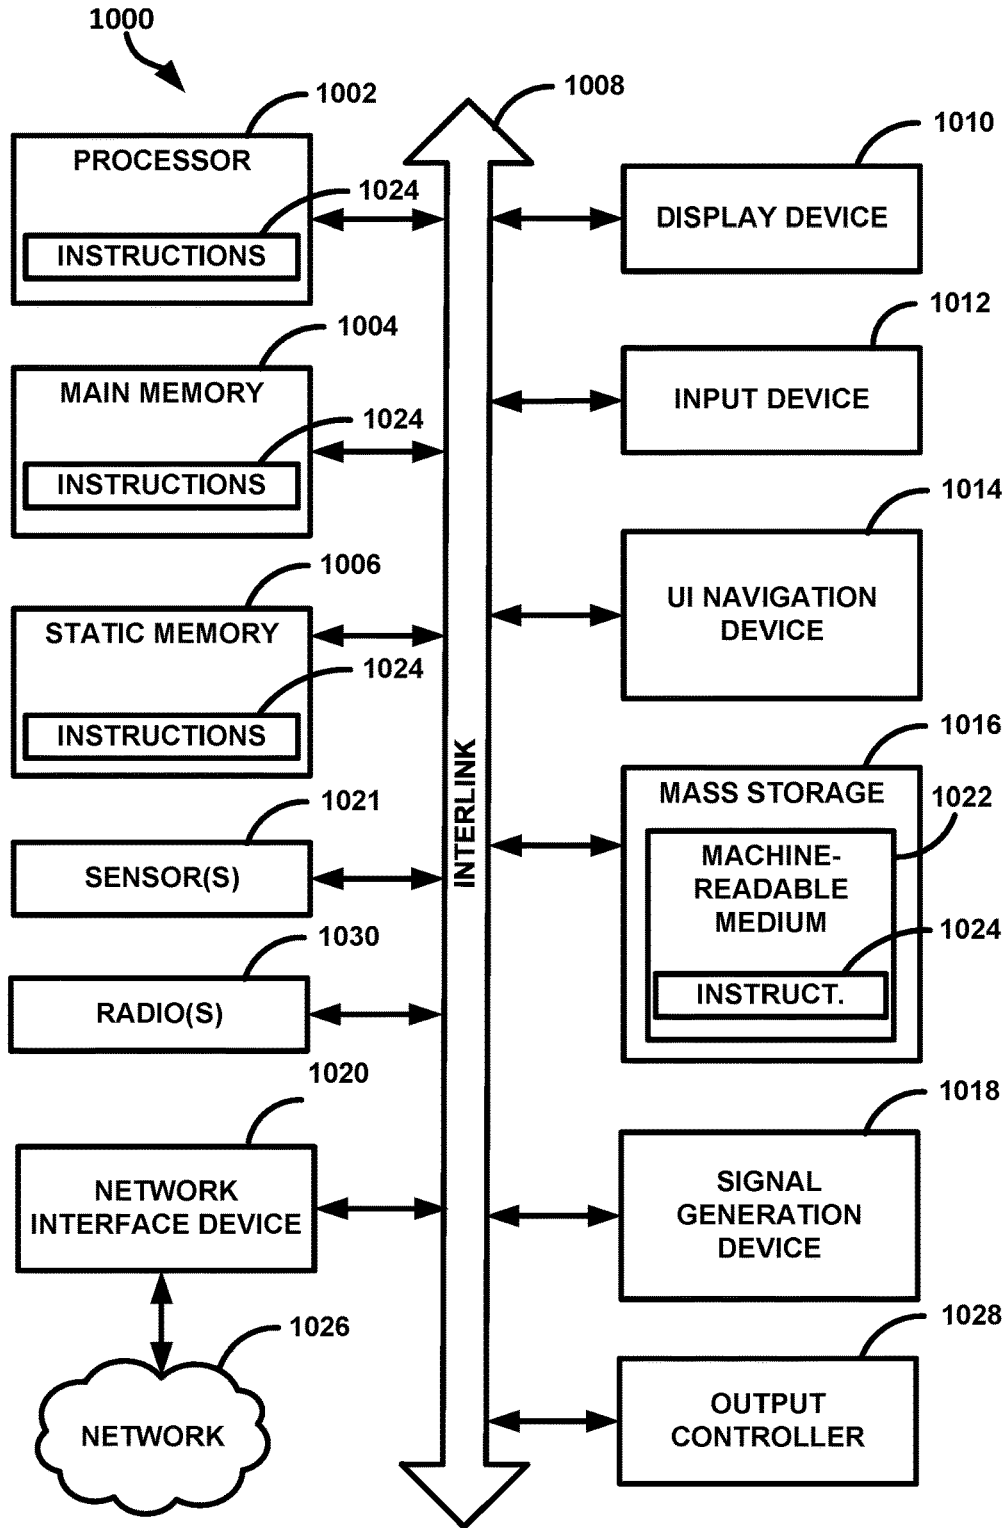 1000
1002
PROCESSOR
1024
INSTRUCTIONS
1004
MAIN MEMORY
1024
INSTRUCTIONS
1006
STATIC MEMORY
1024
INSTRUCTIONS
1021
SENSOR(S)
1030
RADIO(S)
1020
NETWORK
INTERFACE DEVICE
1026
NETWORK
1008
INTERLINK
1010
DISPLAY DEVICE
1012
INPUT DEVICE
1014
UI NAVIGATION
DEVICE
1016
MASS STORAGE
1022
MACHINE-
READABLE
MEDIUM
1024
INSTRUCT.
1018
SIGNAL
GENERATION
DEVICE
1028
OUTPUT
CONTROLLER